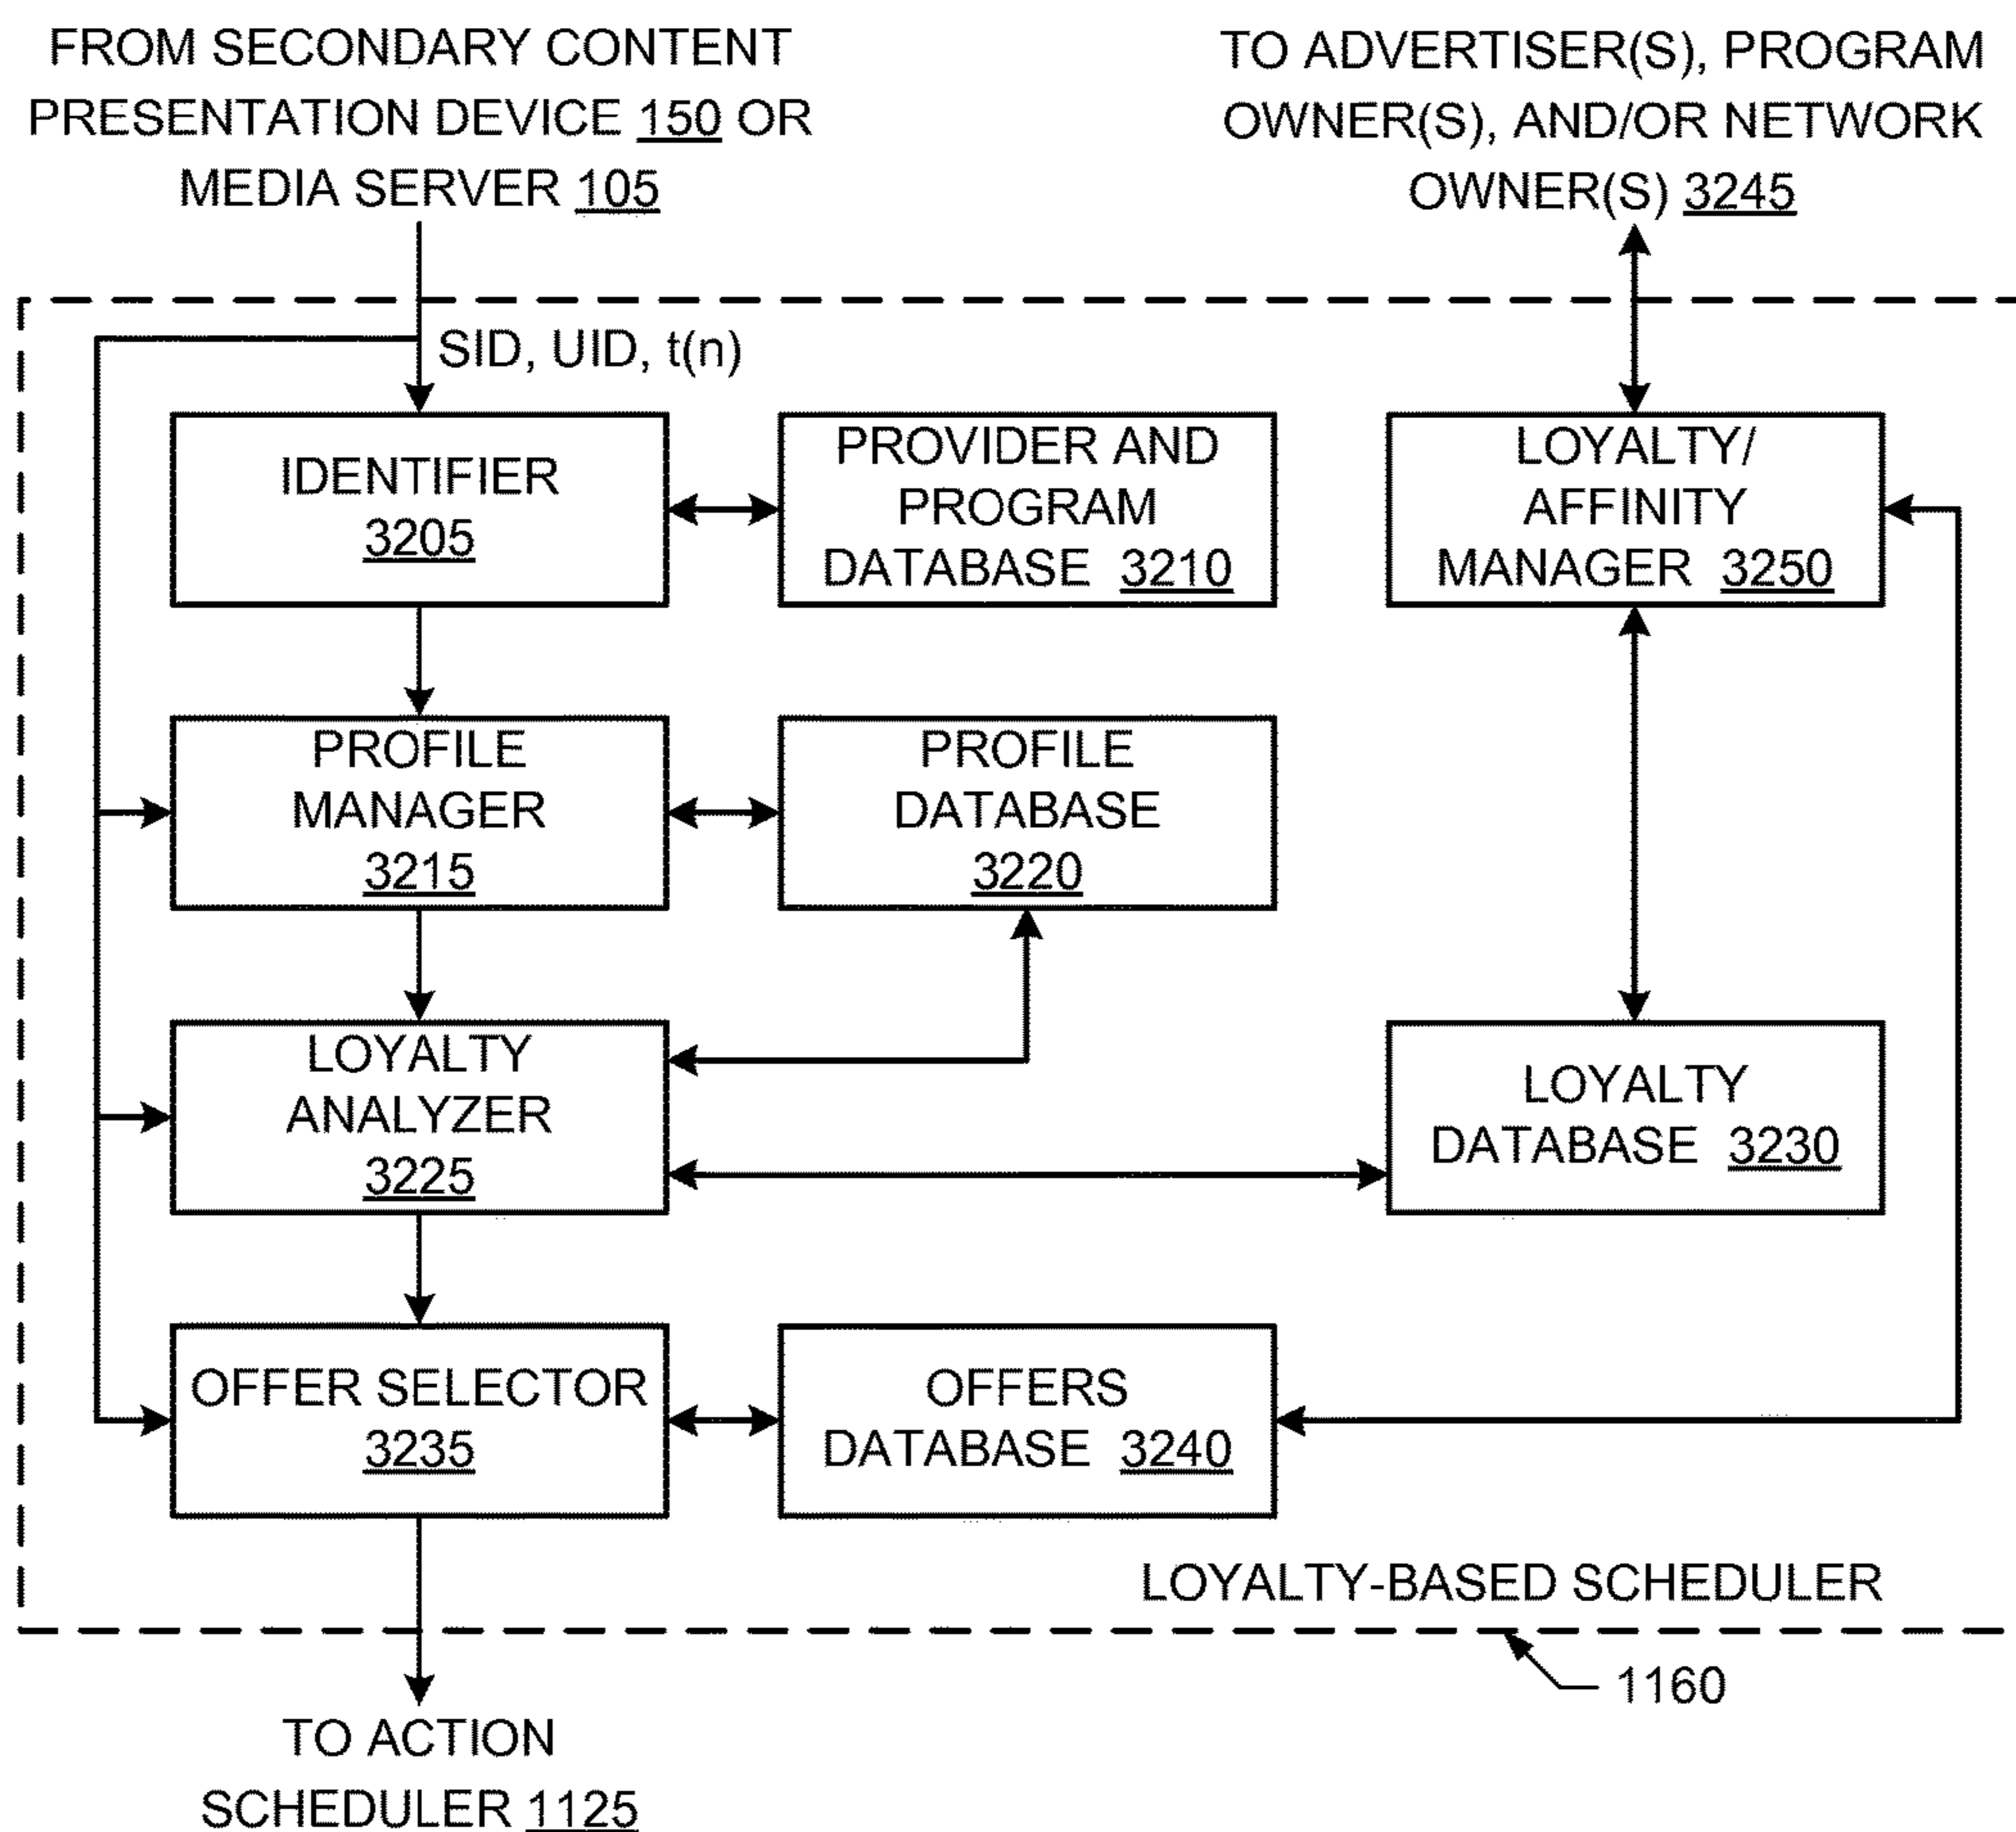 FROM SECONDARY CONTENT
PRESENTATION DEVICE 150 OR
MEDIA SERVER 105
TO ADVERTISER(S), PROGRAM
OWNER(S), AND/OR NETWORK
OWNER(S) 3245
SID, UID, t(n)
IDENTIFIER
3205
PROVIDER AND
PROGRAM
DATABASE 3210
LOYALTY/
AFFINITY
MANAGER 3250
PROFILE
MANAGER
3215
PROFILE
DATABASE
3220
LOYALTY
ANALYZER
3225
LOYALTY
DATABASE 3230
OFFER SELECTOR
3235
OFFERS
DATABASE 3240
LOYALTY-BASED SCHEDULER
1160
TO ACTION
SCHEDULER 1125